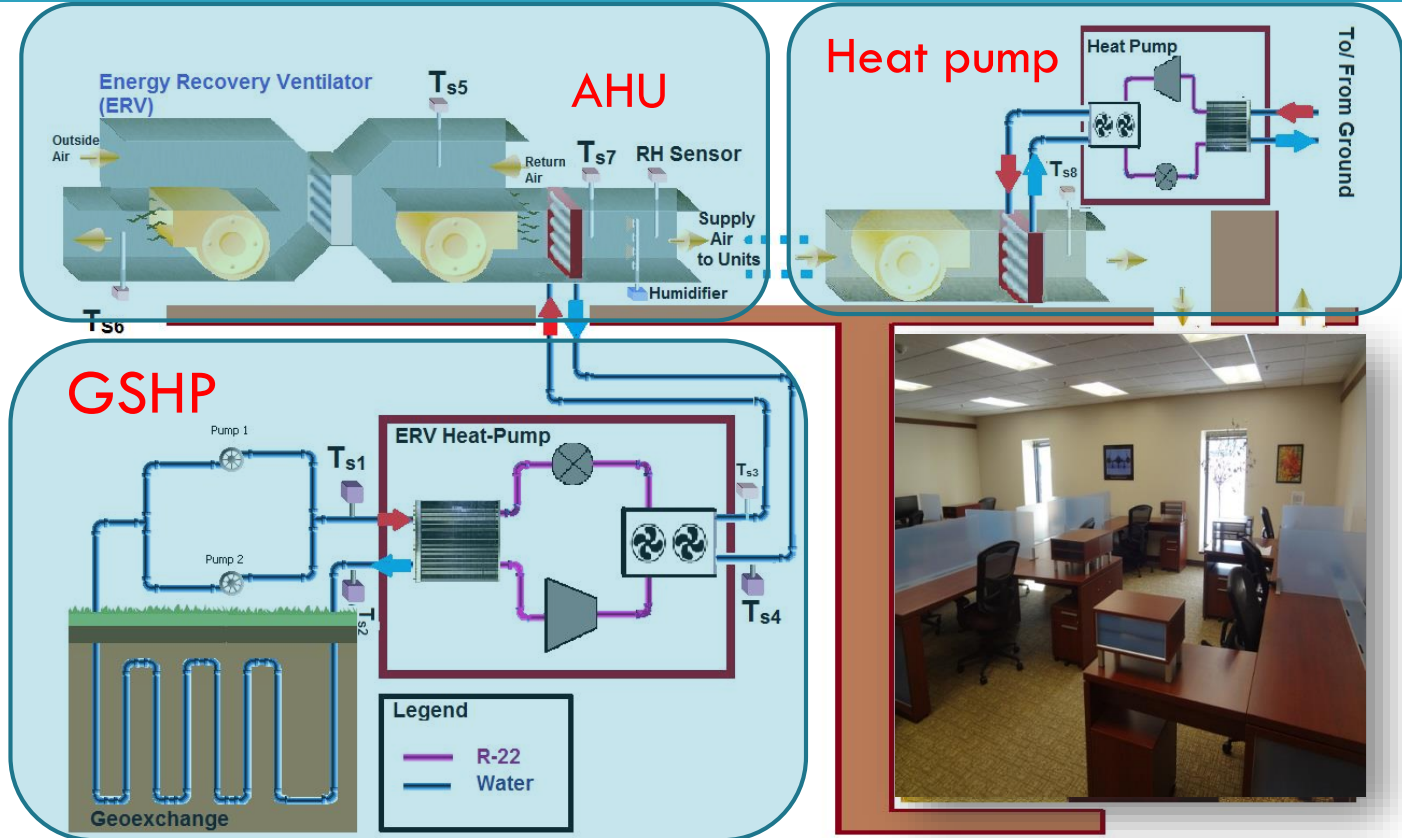 Energy Recovery Ventilator
(ERV)
Ts5
AHU
Outside
Air
Return
Air
Ts7
RH Sensor
Supply
Air
to Units
Humidifier
Ts6
Heat pump
Heat Pump
To/ From Ground
Ts8
GSHP
Pump 1
Pump 2
Ts1
Ts2
ERV Heat-Pump
Ts3
Ts4
Legend
R-22
Water
Geoexchange